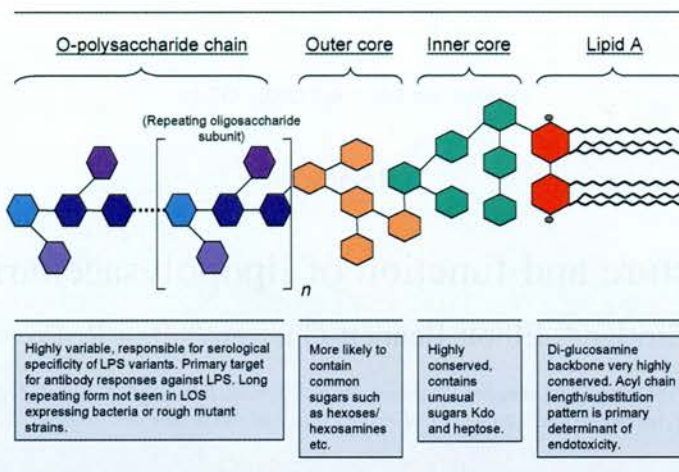 O-polysaccharide chain
Outer core
Inner core
Lipid A
(Repeating oligosaccharide
subunit)
n
Highly variable, responsible for serological
specificity of LPS variants. Primary target
for antibody responses against LPS. Long
repeating form not seen in LOS
expressing bacteria or rough mutant
strains.
More likely to
contain
common
sugars such
as hexoses/
hexosamines
etc.
Highly
conserved,
contains
unusual
sugars Kdo
and heptose.
Di-glucosamine
backbone very highly
conserved. Acyl chain
length/substitution
pattern is primary
determinant of
endotoxicity.